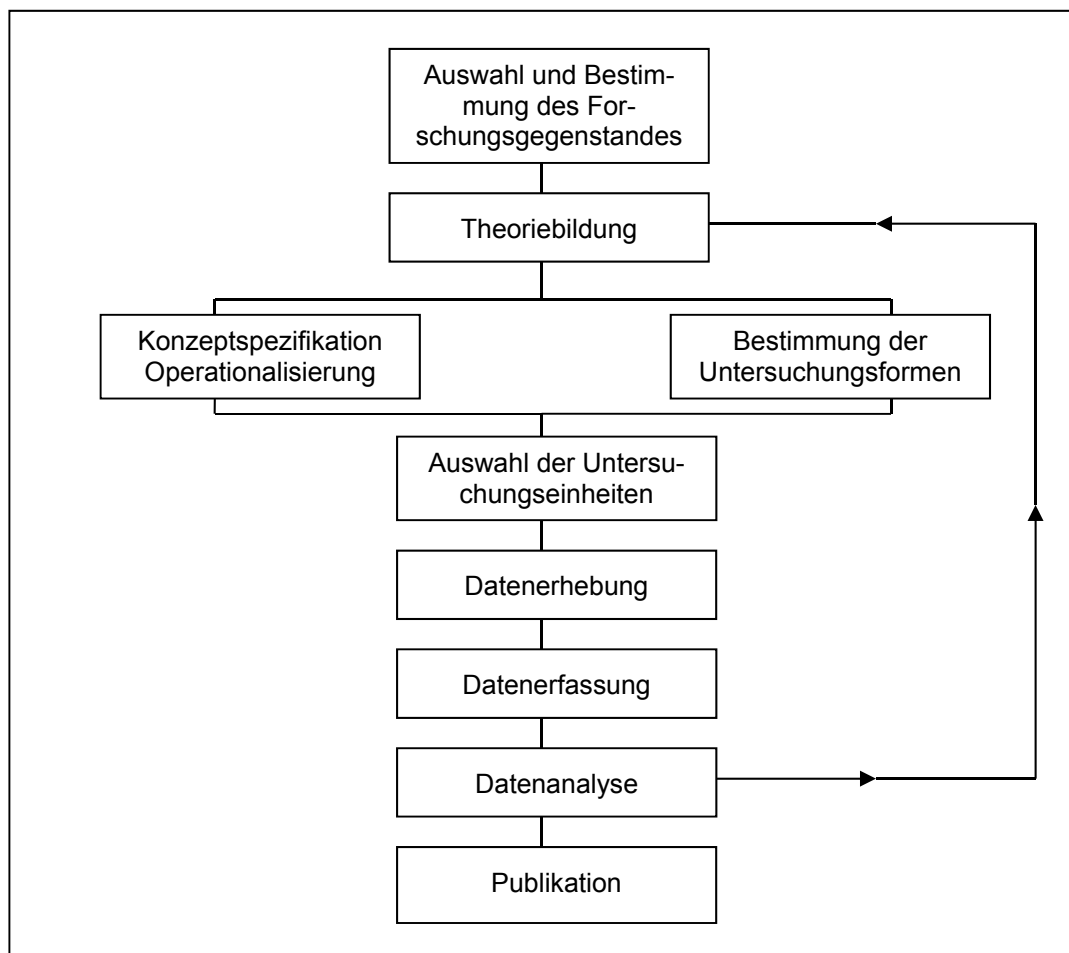 Auswahl und Bestim-
mung des For-
schungsgegenstandes
Theoriebildung
Konzeptspezifikation
Operationalisierung
Bestimmung der
Untersuchungsformen
Auswahl der Untersu-
chungseinheiten
Datenerhebung
Datenerfassung
Datenanalyse
Publikation